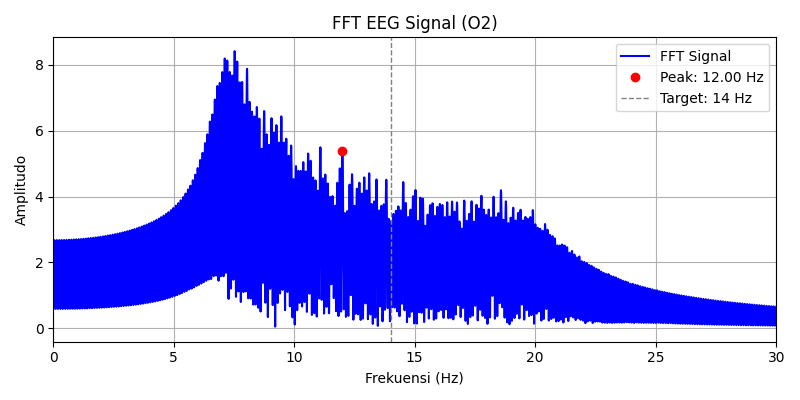 FFT EEG Signal (O2)
FFT Signal
Peak: 12.00 Hz
Target: 14 Hz
Amplitudo
8
6
4
2
0
0 5 10 15 20 25 30
Frekuensi (Hz)